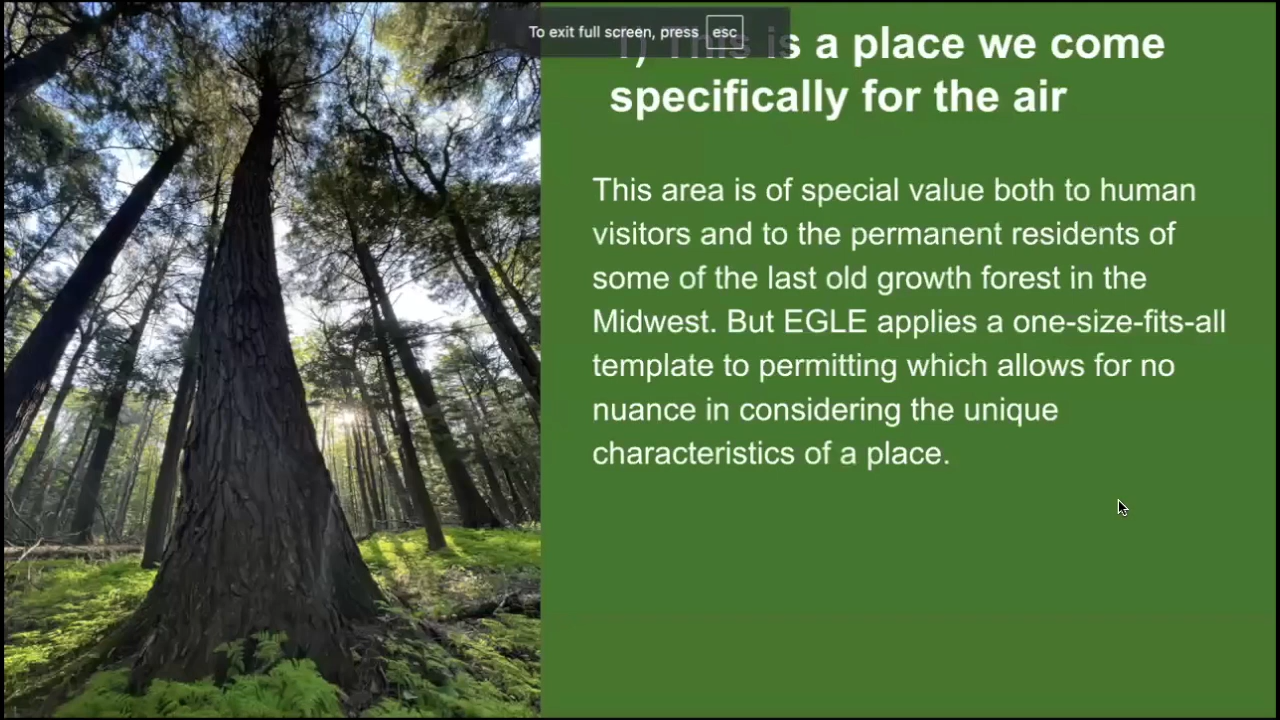 To exit full screen, press esc
1) This is a place we come
specifically for the air
This area is of special value both to human
visitors and to the permanent residents of
some of the last old growth forest in the
Midwest. But EGLE applies a one-size-fits-all
template to permitting which allows for no
nuance in considering the unique
characteristics of a place.